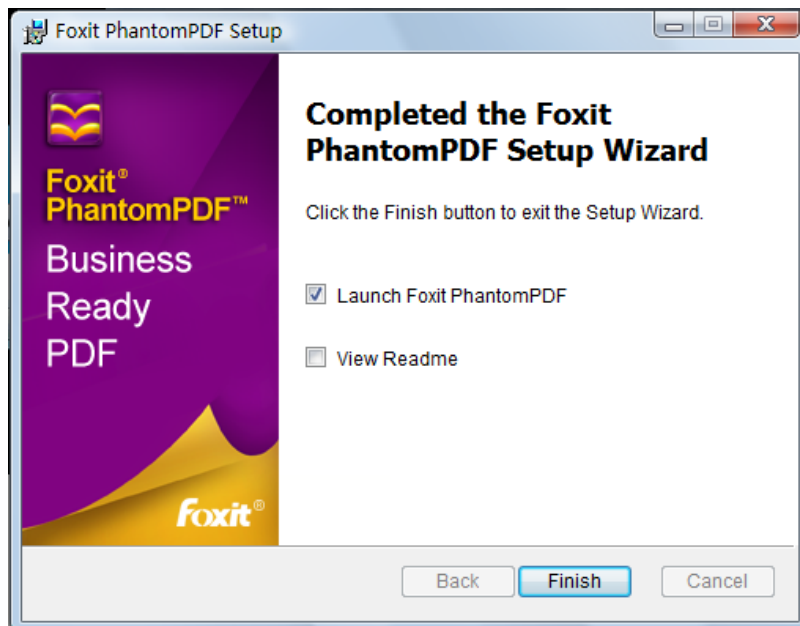 Foxit PhantomPDF Setup
Foxit®
PhantomPDF™
Business
Ready
PDF
Foxit®
Completed the Foxit
PhantomPDF Setup Wizard
Click the Finish button to exit the Setup Wizard.
Launch Foxit PhantomPDF
View Readme
Back
Finish
Cancel